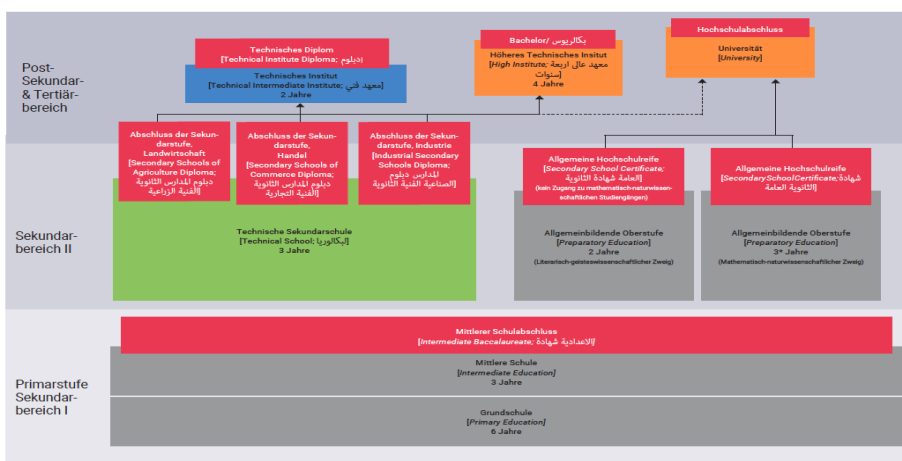 Post-
Sekundar-
& Tertiär-
bereich
Technisches Diplom
[Technical Institute Diploma; دبلوم]
Technisches Institut
[Technical Intermediate Institute; معهد فني]
2 Jahre
Bachelor/ بكالريوس
Höheres Technisches Insitut
[High Institute; معهد عالى اربعة
سنوات]
4 Jahre
Hochschulabschluss
Universität
[University]
Abschluss der Sekun-
darstufe,
Landwirtschaft
[Secondary Schools of
Agriculture Diploma;
دبلوم المدارس الثانوية
الفنية الزراعية]
Abschluss der Sekun-
darstufe,
Handel
[Secondary Schools of
Commerce Diploma;
دبلوم المدارس الثانوية
الفنية التجارية]
Abschluss der Sekun-
darstufe, Industrie
[Industrial Secondary
Schools Diploma;
المدارس دبلوم
الصناعية الفنية الثانوية]
Allgemeine Hochschulreife
[Secondary School Certificate;
العامة شهادة الثانوية]
(kein Zugang zu mathematisch-naturwissen-
schaftlichen Studiengängen)
Allgemeine Hochschulreife
[Secondary School Certificate; شهادة
الثانوية العامة]
Sekundar-
bereich II
Technische Sekundarschule
[Technical School; البكالوريا]
3 Jahre
Allgemeinbildende Oberstufe
[Preparatory Education]
2 Jahre
(Literarisch-geisteswissenschaftlicher Zweig)
Allgemeinbildende Oberstufe
[Preparatory Education]
3* Jahre
(Mathematisch-naturwissenschaftlicher Zweig)
Primarstufe
Sekundar-
bereich I
Mittlerer Schulabschluss
[Intermediate Baccalaureate; الاعدادية شهادة]
Mittlere Schule
[Intermediate Education]
3 Jahre
Grundschule
[Primary Education]
6 Jahre